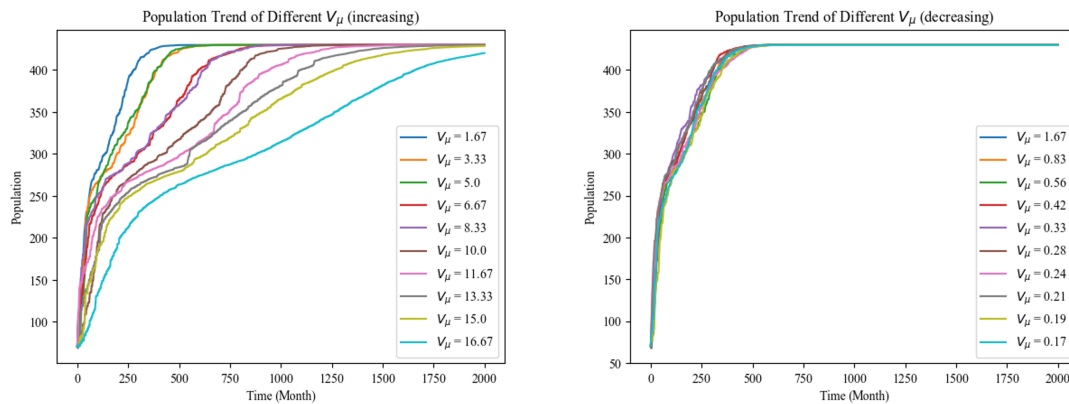 Population Trend of Different V_μ (increasing)
Population
400
350
300
250
200
150
100
V_μ = 1.67
V_μ = 3.33
V_μ = 5.0
V_μ = 6.67
V_μ = 8.33
V_μ = 10.0
V_μ = 11.67
V_μ = 13.33
V_μ = 15.0
V_μ = 16.67
0 250 500 750 1000 1250 1500 1750 2000
Time (Month)
Population Trend of Different V_μ (decreasing)
Population
400
350
300
250
200
150
100
50
V_μ = 1.67
V_μ = 0.83
V_μ = 0.56
V_μ = 0.42
V_μ = 0.33
V_μ = 0.28
V_μ = 0.24
V_μ = 0.21
V_μ = 0.19
V_μ = 0.17
0 250 500 750 1000 1250 1500 1750 2000
Time (Month)